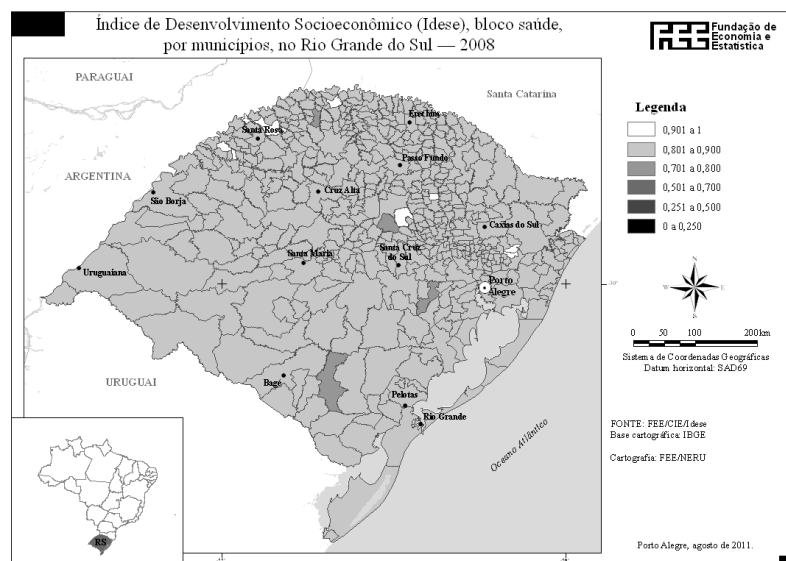 Índice de Desenvolvimento Socioeconômico (Idese), bloco saúde,
por municípios, no Rio Grande do Sul — 2008
FEE Fundação de
Economia e
Estatística
PARAGUAI
Santa Catarina
ARGENTINA
URUGUAI
Erechim
Santa Rosa
Passo Fundo
Cruz Alta
São Borja
Caxias do Sul
Santa Maria
Santa Cruz
do Sul
Uruguaiana
Porto
Alegre
Bagé
Pelotas
Rio Grande
Oceano Atlântico
RS
Legenda
0,901 a 1
0,801 a 0,900
0,701 a 0,800
0,501 a 0,700
0,251 a 0,500
0 a 0,250
N
W E
S
0 50 100 200km
Sistema de Coordenadas Geográficas
Datum horizontal: SAD69
FONTE: FEE/CIE/Idese
Base cartográfica: IBGE
Cartografia: FEE/NERU
Porto Alegre, agosto de 2011.